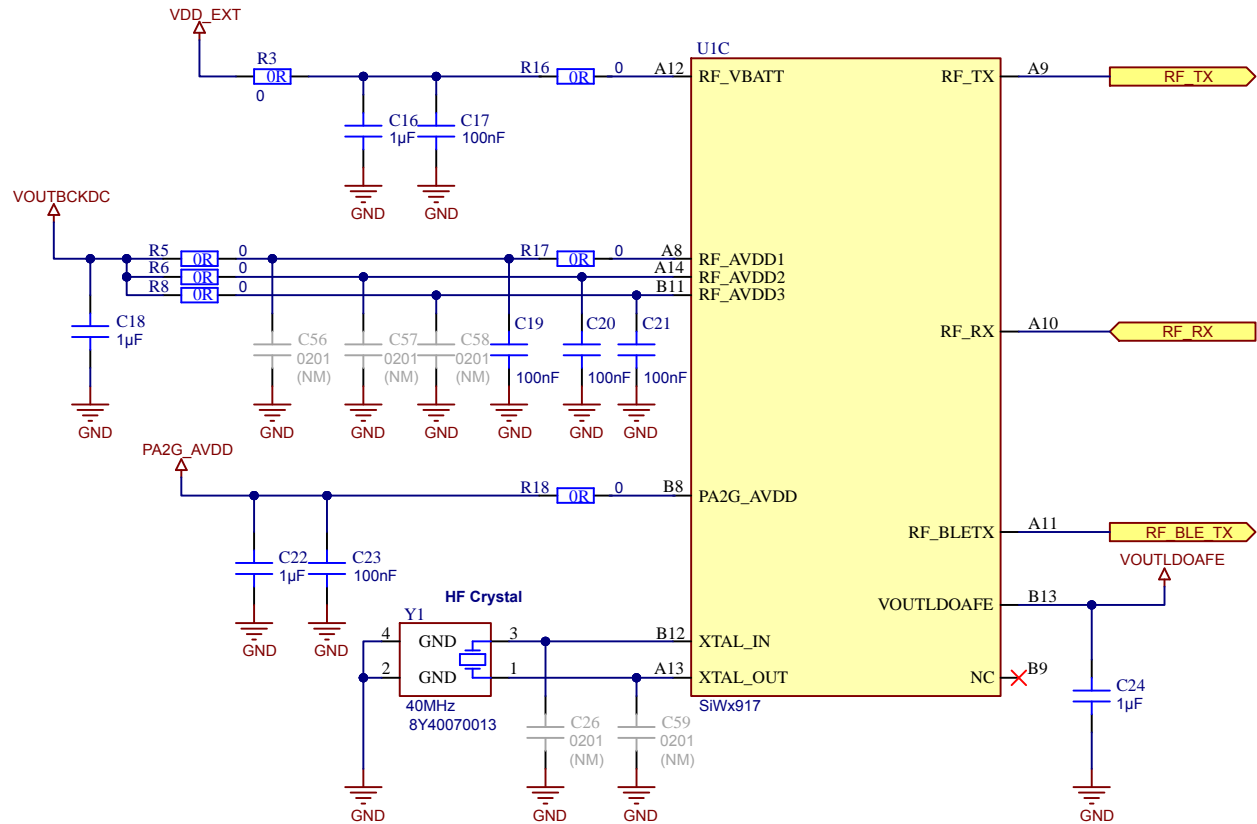 VDD_EXT
R3
0R
0
R16
0R
0
A12
U1C
RF_VBATT
RF_TX
A9
RF_TX
C16
1µF
C17
100nF
GND
GND
VOUTBCKDC
R5
0R
0
R17
0R
0
A8
RF_AVDD1
R6
0R
0
A14
RF_AVDD2
R8
0R
0
B11
RF_AVDD3
C18
1µF
C56
0201
(NM)
C57
0201
(NM)
C58
0201
(NM)
C19
100nF
C20
100nF
C21
100nF
RF_RX
A10
RF_RX
GND
GND
GND
GND
GND
GND
GND
PA2G_AVDD
R18
0R
0
B8
PA2G_AVDD
RF_BLETX
A11
RF_BLE_TX
C22
1µF
C23
100nF
GND
GND
VOUTLDOAFE
VOUTLDOAFE
B13
HF Crystal
Y1
4
GND
3
B12
XTAL_IN
2
GND
1
A13
XTAL_OUT
NC
B9
40MHz
8Y40070013
SiWx917
C26
0201
(NM)
C59
0201
(NM)
C24
1µF
GND
GND
GND
GND